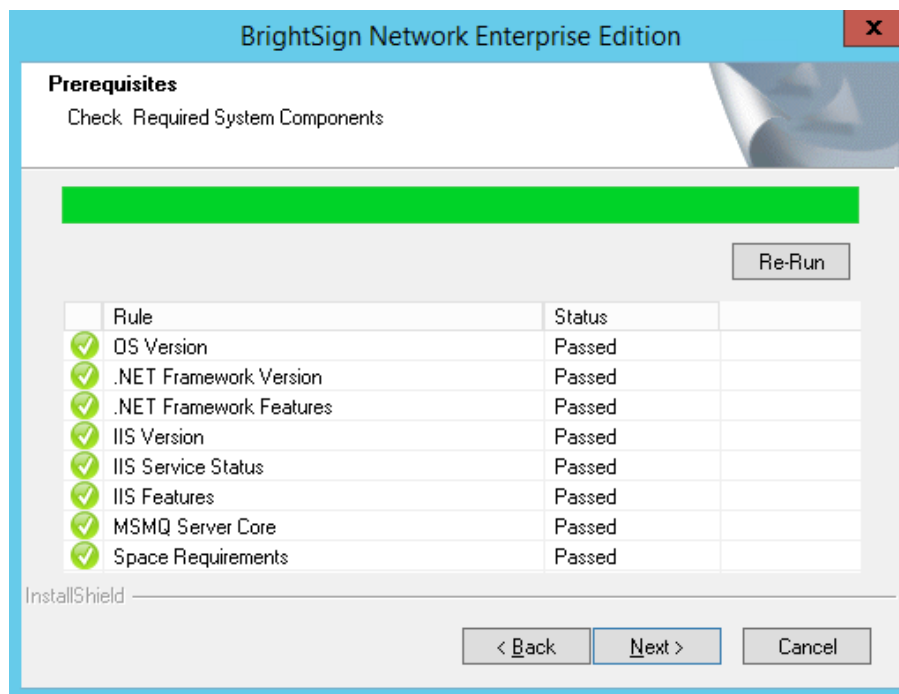 BrightSign Network Enterprise Edition
x
Prerequisites
Check Required System Components
Re-Run
Rule Status
OS Version Passed
.NET Framework Version Passed
.NET Framework Features Passed
IIS Version Passed
IIS Service Status Passed
IIS Features Passed
MSMQ Server Core Passed
Space Requirements Passed
InstallShield
< Back Next > Cancel